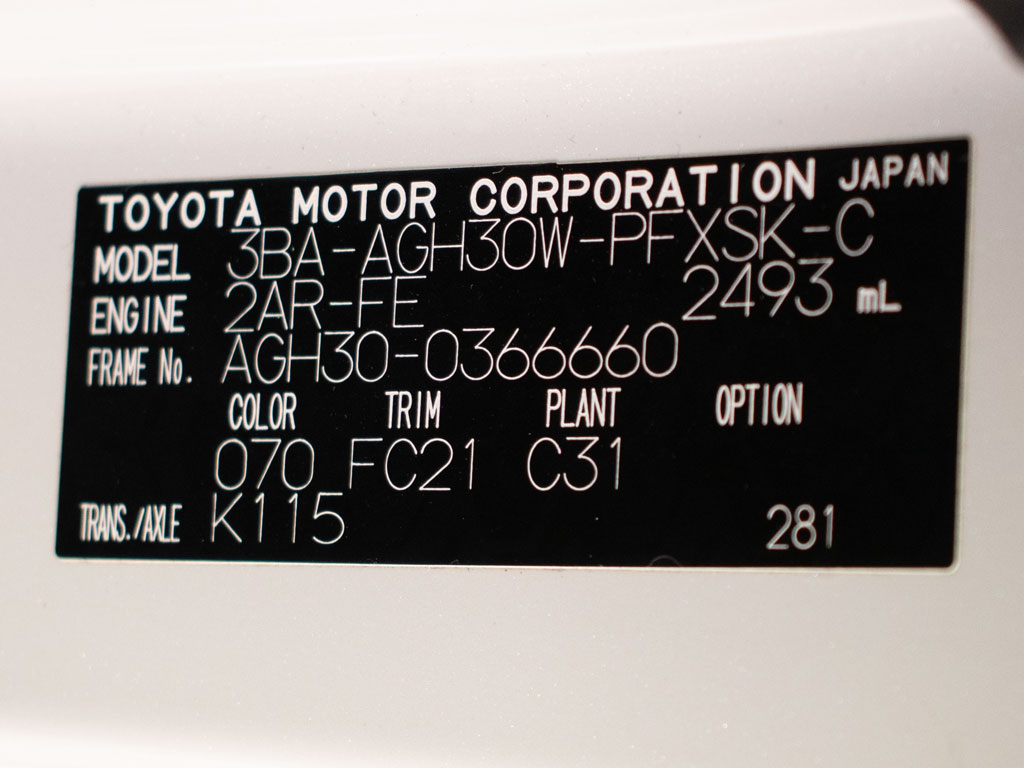 TOYOTA MOTOR CORPORATION JAPAN
MODEL 3BA-AGH30W-PFXSK-C
ENGINE 2AR-FE 2493 mL
FRAME No. AGH30-0366660
COLOR TRIM PLANT OPTION
070 FC21 C31
TRANS./AXLE K115 281